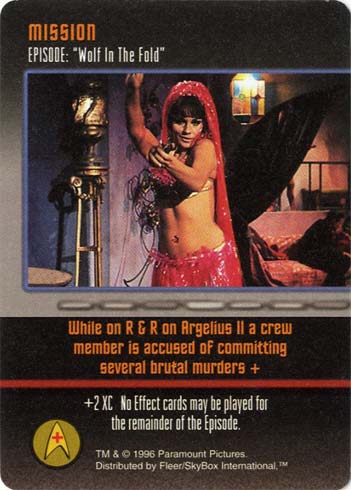 MISSION
EPISODE: "Wolf In The Fold"
While on R & R on Argelius II a crew
member is accused of committing
several brutal murders +
+2 XC No Effect cards may be played for
the remainder of the Episode.
TM & © 1996 Paramount Pictures.
Distributed by Fleer/SkyBox International.™